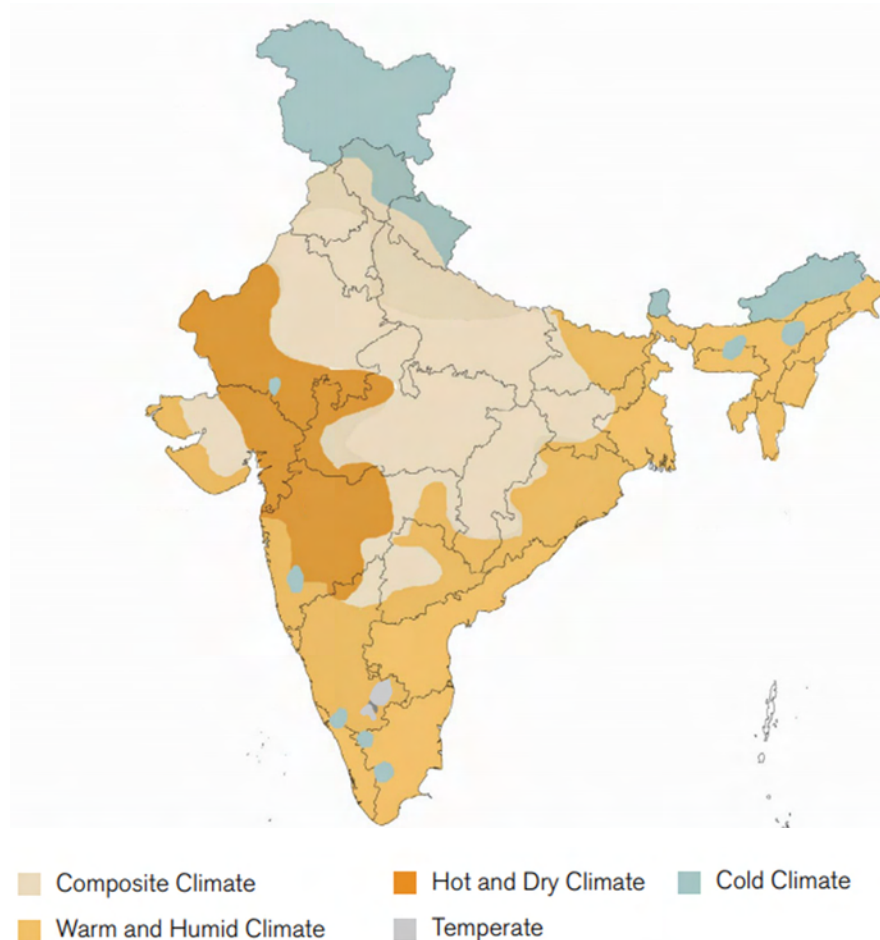 Composite Climate
Hot and Dry Climate
Cold Climate
Warm and Humid Climate
Temperate